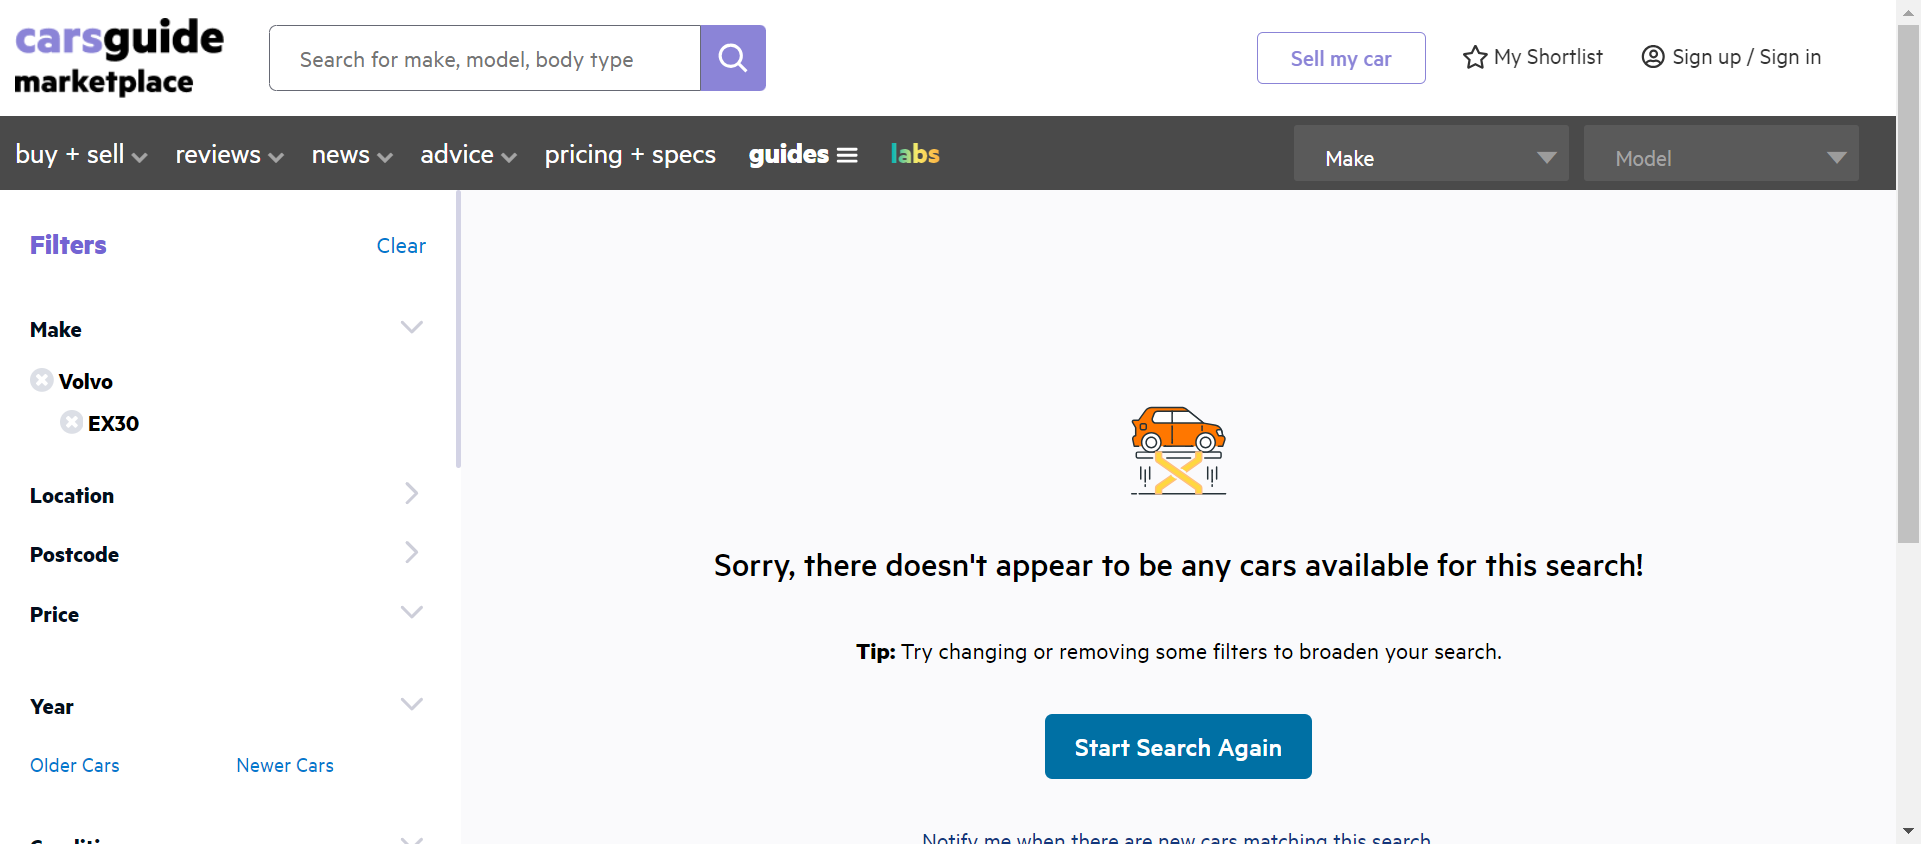 carsguide
marketplace
Search for make, model, body type
Sell my car
My Shortlist
Sign up / Sign in
buy + sell
reviews
news
advice
pricing + specs
guides
labs
Make
Model
Filters
Clear
Make
Volvo
EX30
Location
Postcode
Price
Year
Older Cars
Newer Cars
Sorry, there doesn't appear to be any cars available for this search!
Tip: Try changing or removing some filters to broaden your search.
Start Search Again
Notify me when there are new cars matching this search